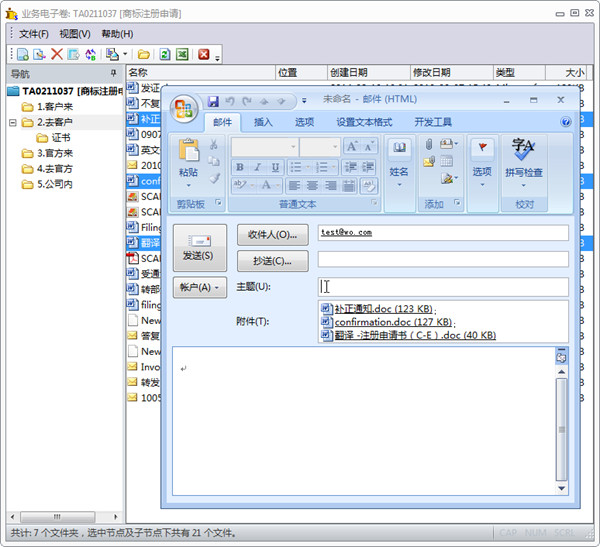 业务电子卷: TA0211037 [商标注册申请]
文件(F) 视图(V) 帮助(H)
导航
TA0211037 [商标注册申
1.客户来
2.去客户
证书
3.官方来
4.去官方
5.公司内
名称 位置 创建日期 修改日期 类型 大小
发证
不复
补正
0907
英文
2010
conf
SCAN
SCA
Filing
翻译
SCA
受通
转部
filing
New
答复
New
Invo
转发
1005
未命名 - 邮件 (HTML)
邮件 插入 选项 设置文本格式 开发工具
粘贴
剪贴板
普通文本
姓名
添加
选项
拼写检查
校对
发送(S)
收件人(O)... test@wo.com
抄送(C)...
帐户(A)
主题(U):
附件(T):
补正通知.doc (123 KB);
confirmation.doc (127 KB);
翻译 -注册申请书 ( C-E ) .doc (40 KB)
共计: 7 个文件夹，选中节点及子节点下共有 21 个文件。
CAP NUM SCRL